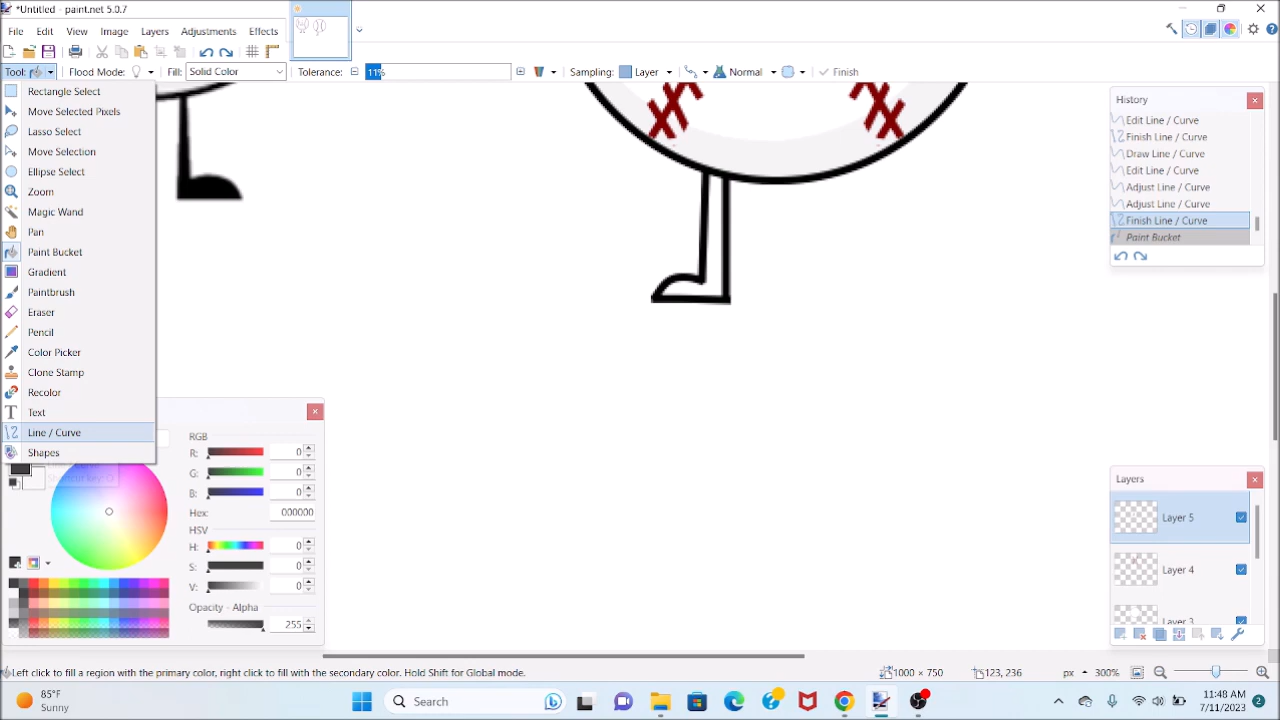 *Untitled - paint.net 5.0.7
File Edit View Image Layers Adjustments Effects
Tool: Flood Mode: Fill: Solid Color Tolerance: 11% Sampling: Layer Normal Finish
Rectangle Select
Move Selected Pixels
Lasso Select
Move Selection
Ellipse Select
Zoom
Magic Wand
Pan
Paint Bucket
Gradient
Paintbrush
Eraser
Pencil
Color Picker
Clone Stamp
Recolor
Text
Line / Curve
Shapes
History
Edit Line / Curve
Finish Line / Curve
Draw Line / Curve
Edit Line / Curve
Adjust Line / Curve
Adjust Line / Curve
Finish Line / Curve
Paint Bucket
RGB
R: 0
G: 0
B: 0
Hex: 000000
HSV
H: 0
S: 0
V: 0
Opacity - Alpha
255
Layers
Layer 5
Layer 4
Layer 3
Left click to fill a region with the primary color, right click to fill with the secondary color. Hold Shift for Global mode. 1000 × 750 123, 236 px 300%
85°F
Sunny
Search
11:48 AM
7/11/2023
2